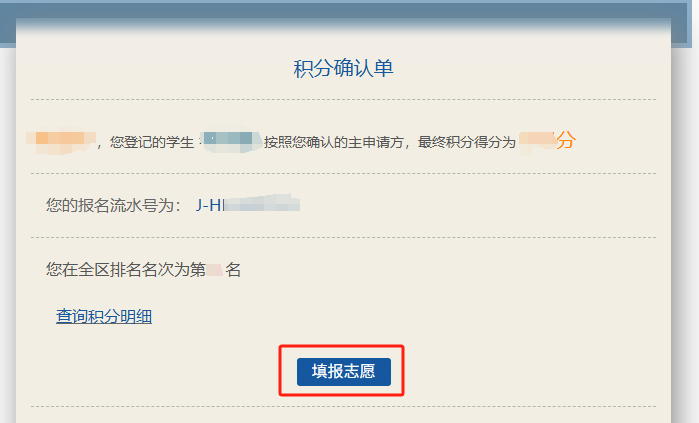 积分确认单
，您登记的学生 按照您确认的主申请方，最终积分得分为 分
您的报名流水号为： J-H
您在全区排名名次为第 名
查询积分明细
填报志愿